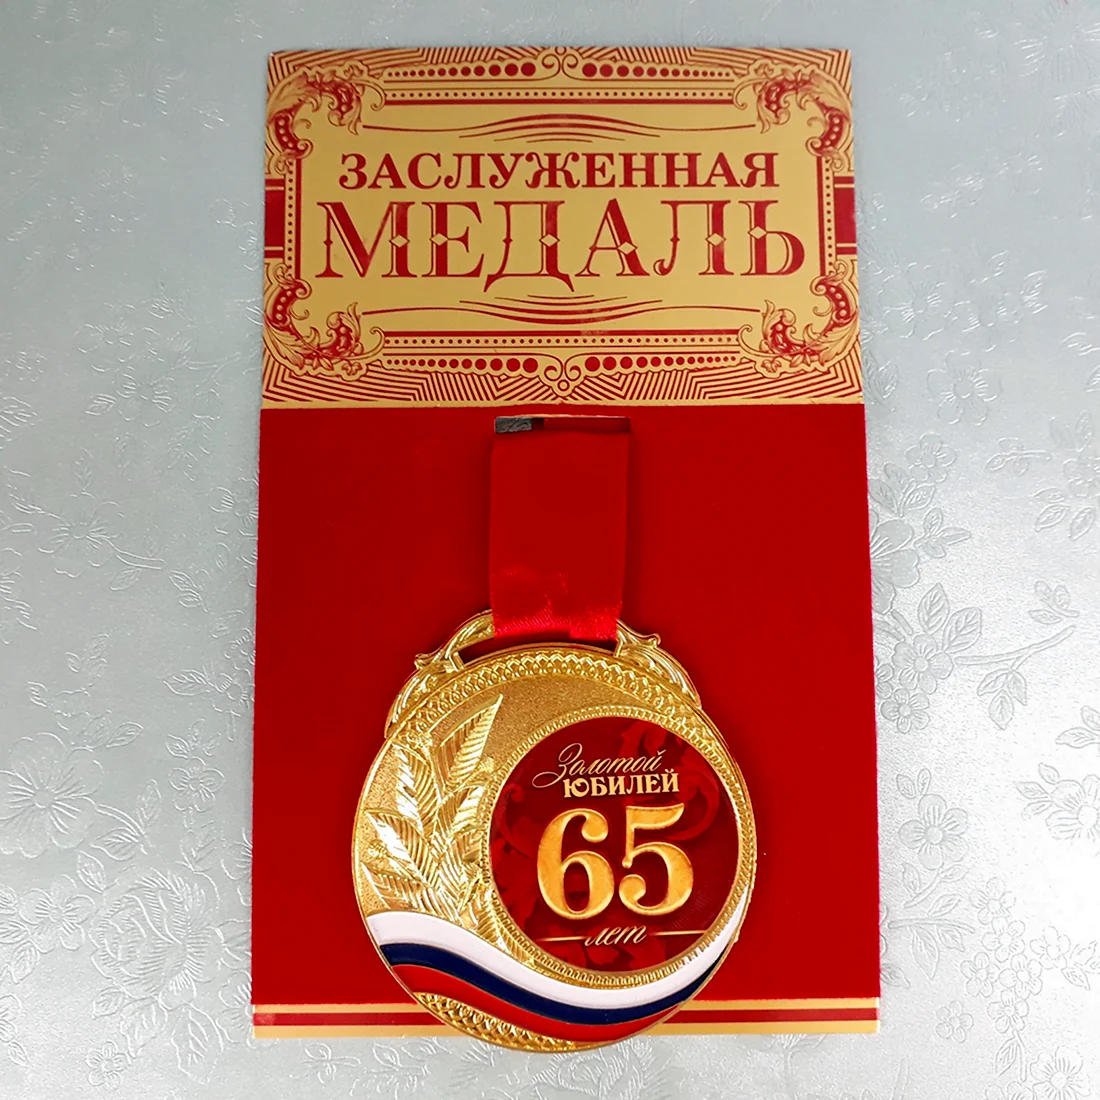 ЗАСЛУЖЕННАЯ
МЕДАЛЬ
Золотой
ЮБИЛЕЙ
65
лет